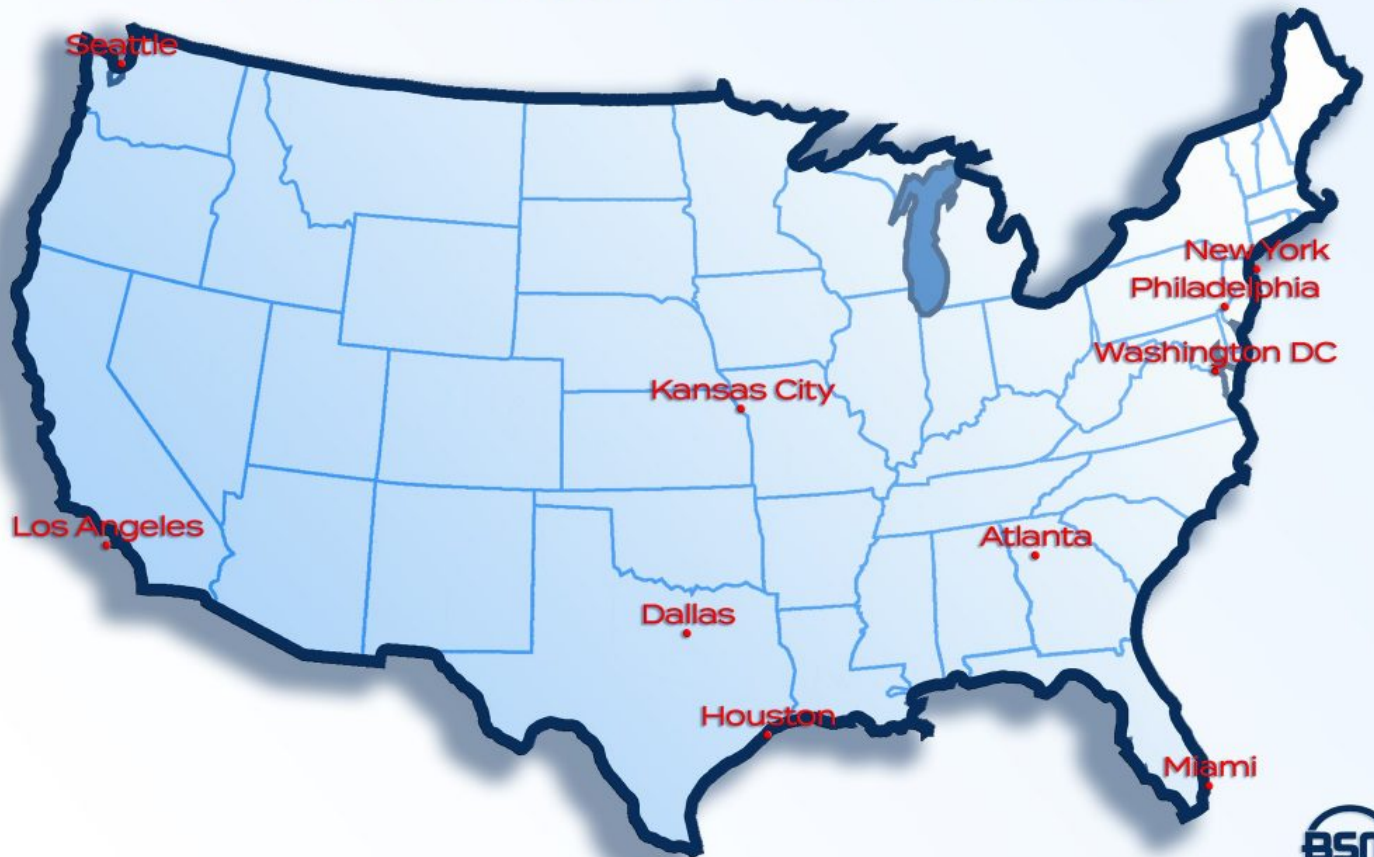 Seattle
New York
Philadelphia
Washington DC
Kansas City
Los Angeles
Atlanta
Dallas
Houston
Miami